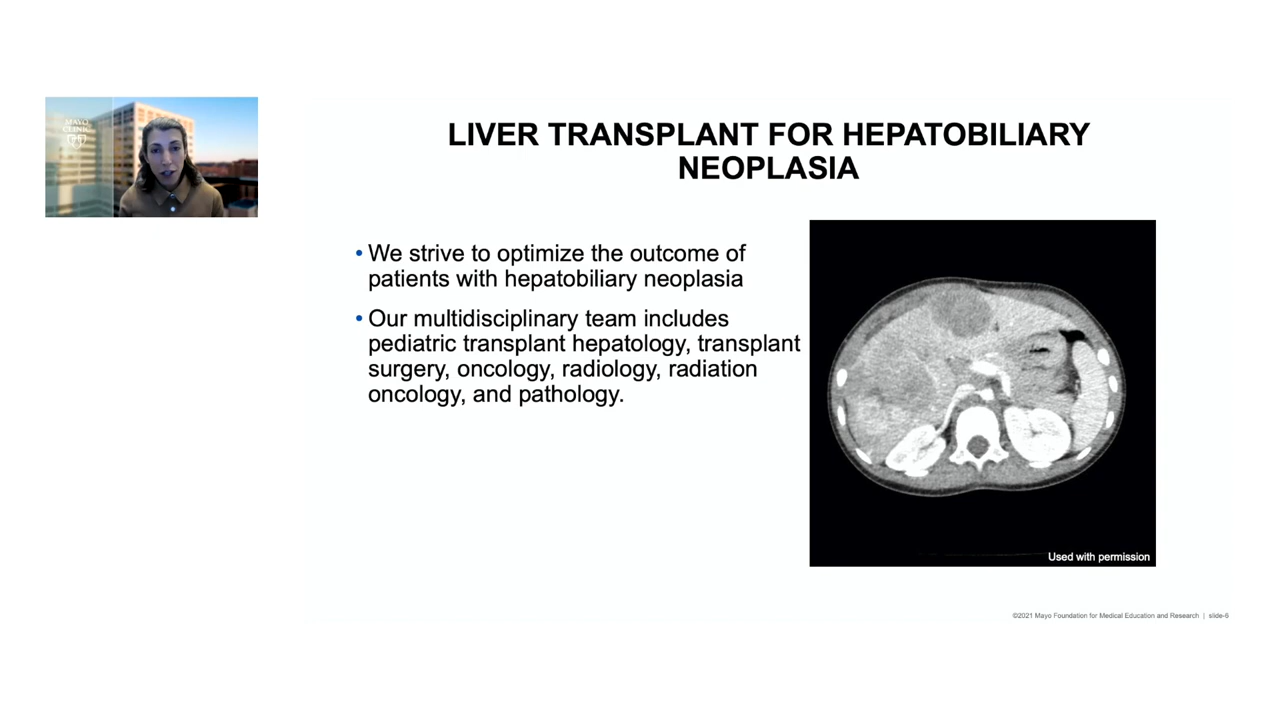 MAYO
CLINIC
LIVER TRANSPLANT FOR HEPATOBILIARY
NEOPLASIA
• We strive to optimize the outcome of
patients with hepatobiliary neoplasia
• Our multidisciplinary team includes
pediatric transplant hepatology, transplant
surgery, oncology, radiology, radiation
oncology, and pathology.
Used with permission
©2021 Mayo Foundation for Medical Education and Research | slide-6